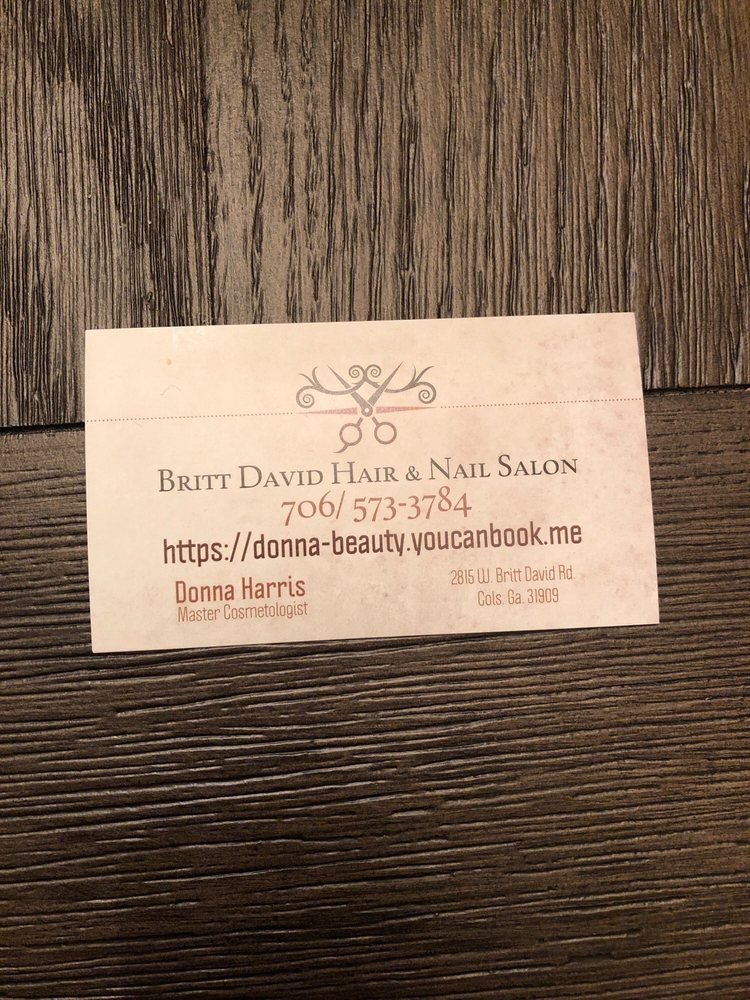 Britt David Hair & Nail Salon
706/ 573-3784
https://donna-beauty.youcanbook.me
Donna Harris
Master Cosmetologist
2815 W. Britt David Rd.
Cols. Ga. 31909